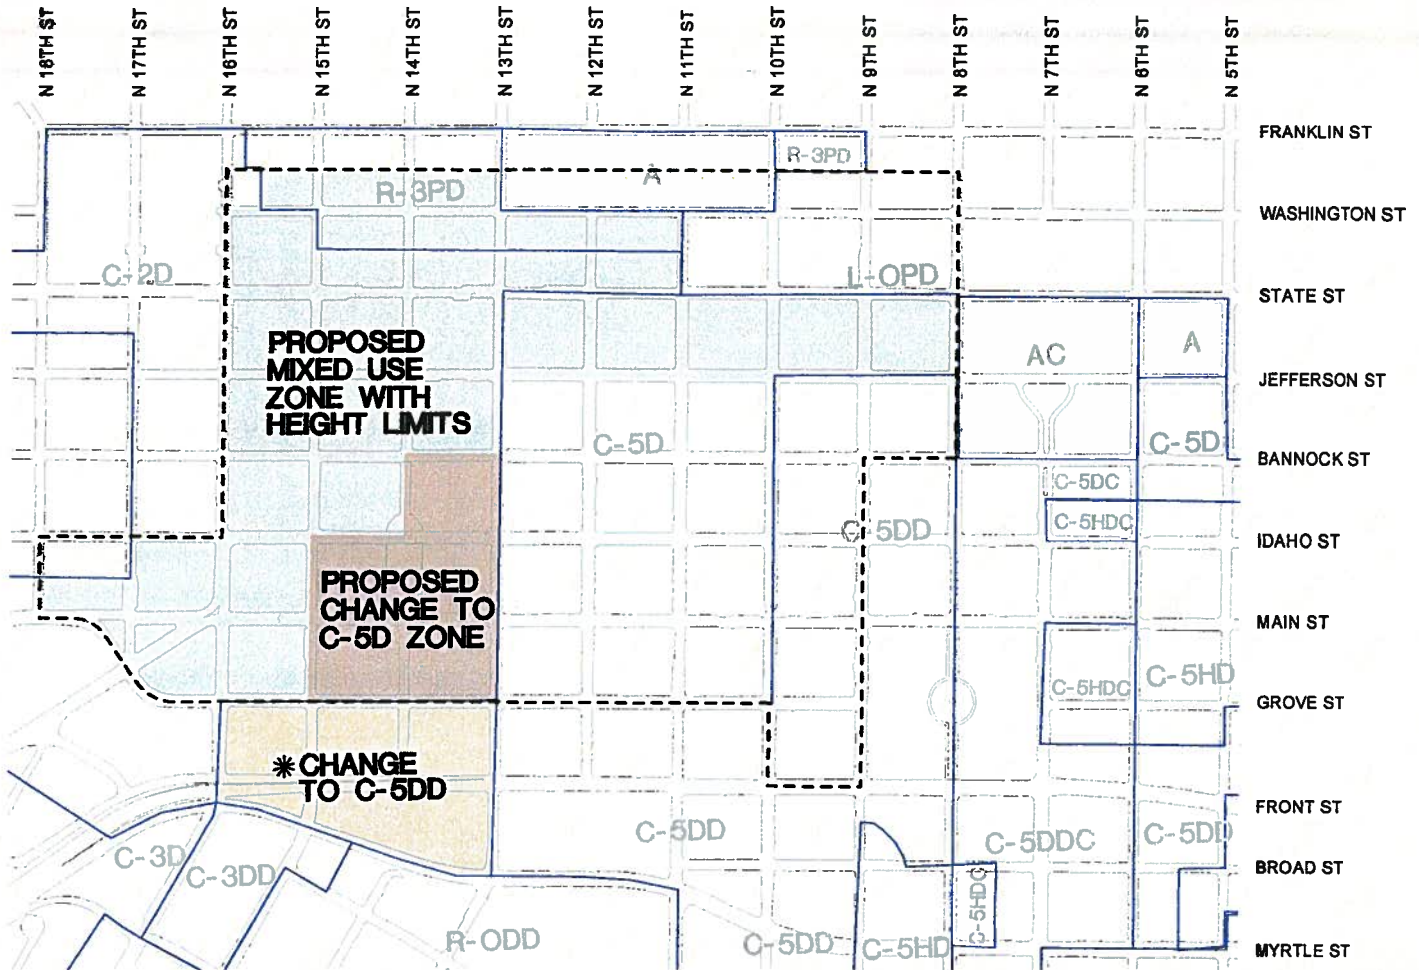 N 18TH ST
N 17TH ST
N 16TH ST
N 15TH ST
N 14TH ST
N 13TH ST
N 12TH ST
N 11TH ST
N 10TH ST
N 9TH ST
N 8TH ST
N 7TH ST
N 6TH ST
N 5TH ST
FRANKLIN ST
R-3PD
A
R-3PD
WASHINGTON ST
C-2D
L-OPD
STATE ST
PROPOSED
MIXED USE
ZONE WITH
HEIGHT LIMITS
AC
A
JEFFERSON ST
C-5D
C-5D
BANNOCK ST
C-5DC
C-5HDC
C-5DD
IDAHO ST
PROPOSED
CHANGE TO
C-5D ZONE
MAIN ST
C-5HDC
C-5HD
GROVE ST
* CHANGE
TO C-5DD
FRONT ST
C-5DD
C-5DDC
C-5DD
C-3D
C-3DD
BROAD ST
C-5HDC
R-ODD
C-5DD
C-5HD
MYRTLE ST